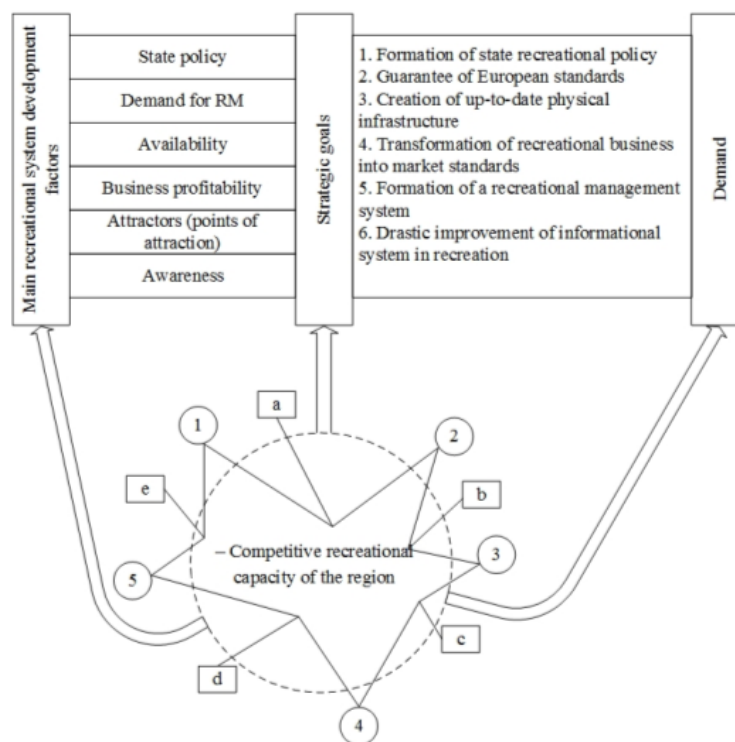 Main recreational system development
factors
State policy
Demand for RM
Availability
Business profitability
Attractors (points of
attraction)
Awareness
Strategic goals
1. Formation of state recreational policy
2. Guarantee of European standards
3. Creation of up-to-date physical
infrastructure
4. Transformation of recreational business
into market standards
5. Formation of a recreational management
system
6. Drastic improvement of informational
system in recreation
Demand
a
1
2
e
b
– Competitive recreational
capacity of the region
3
5
c
d
4